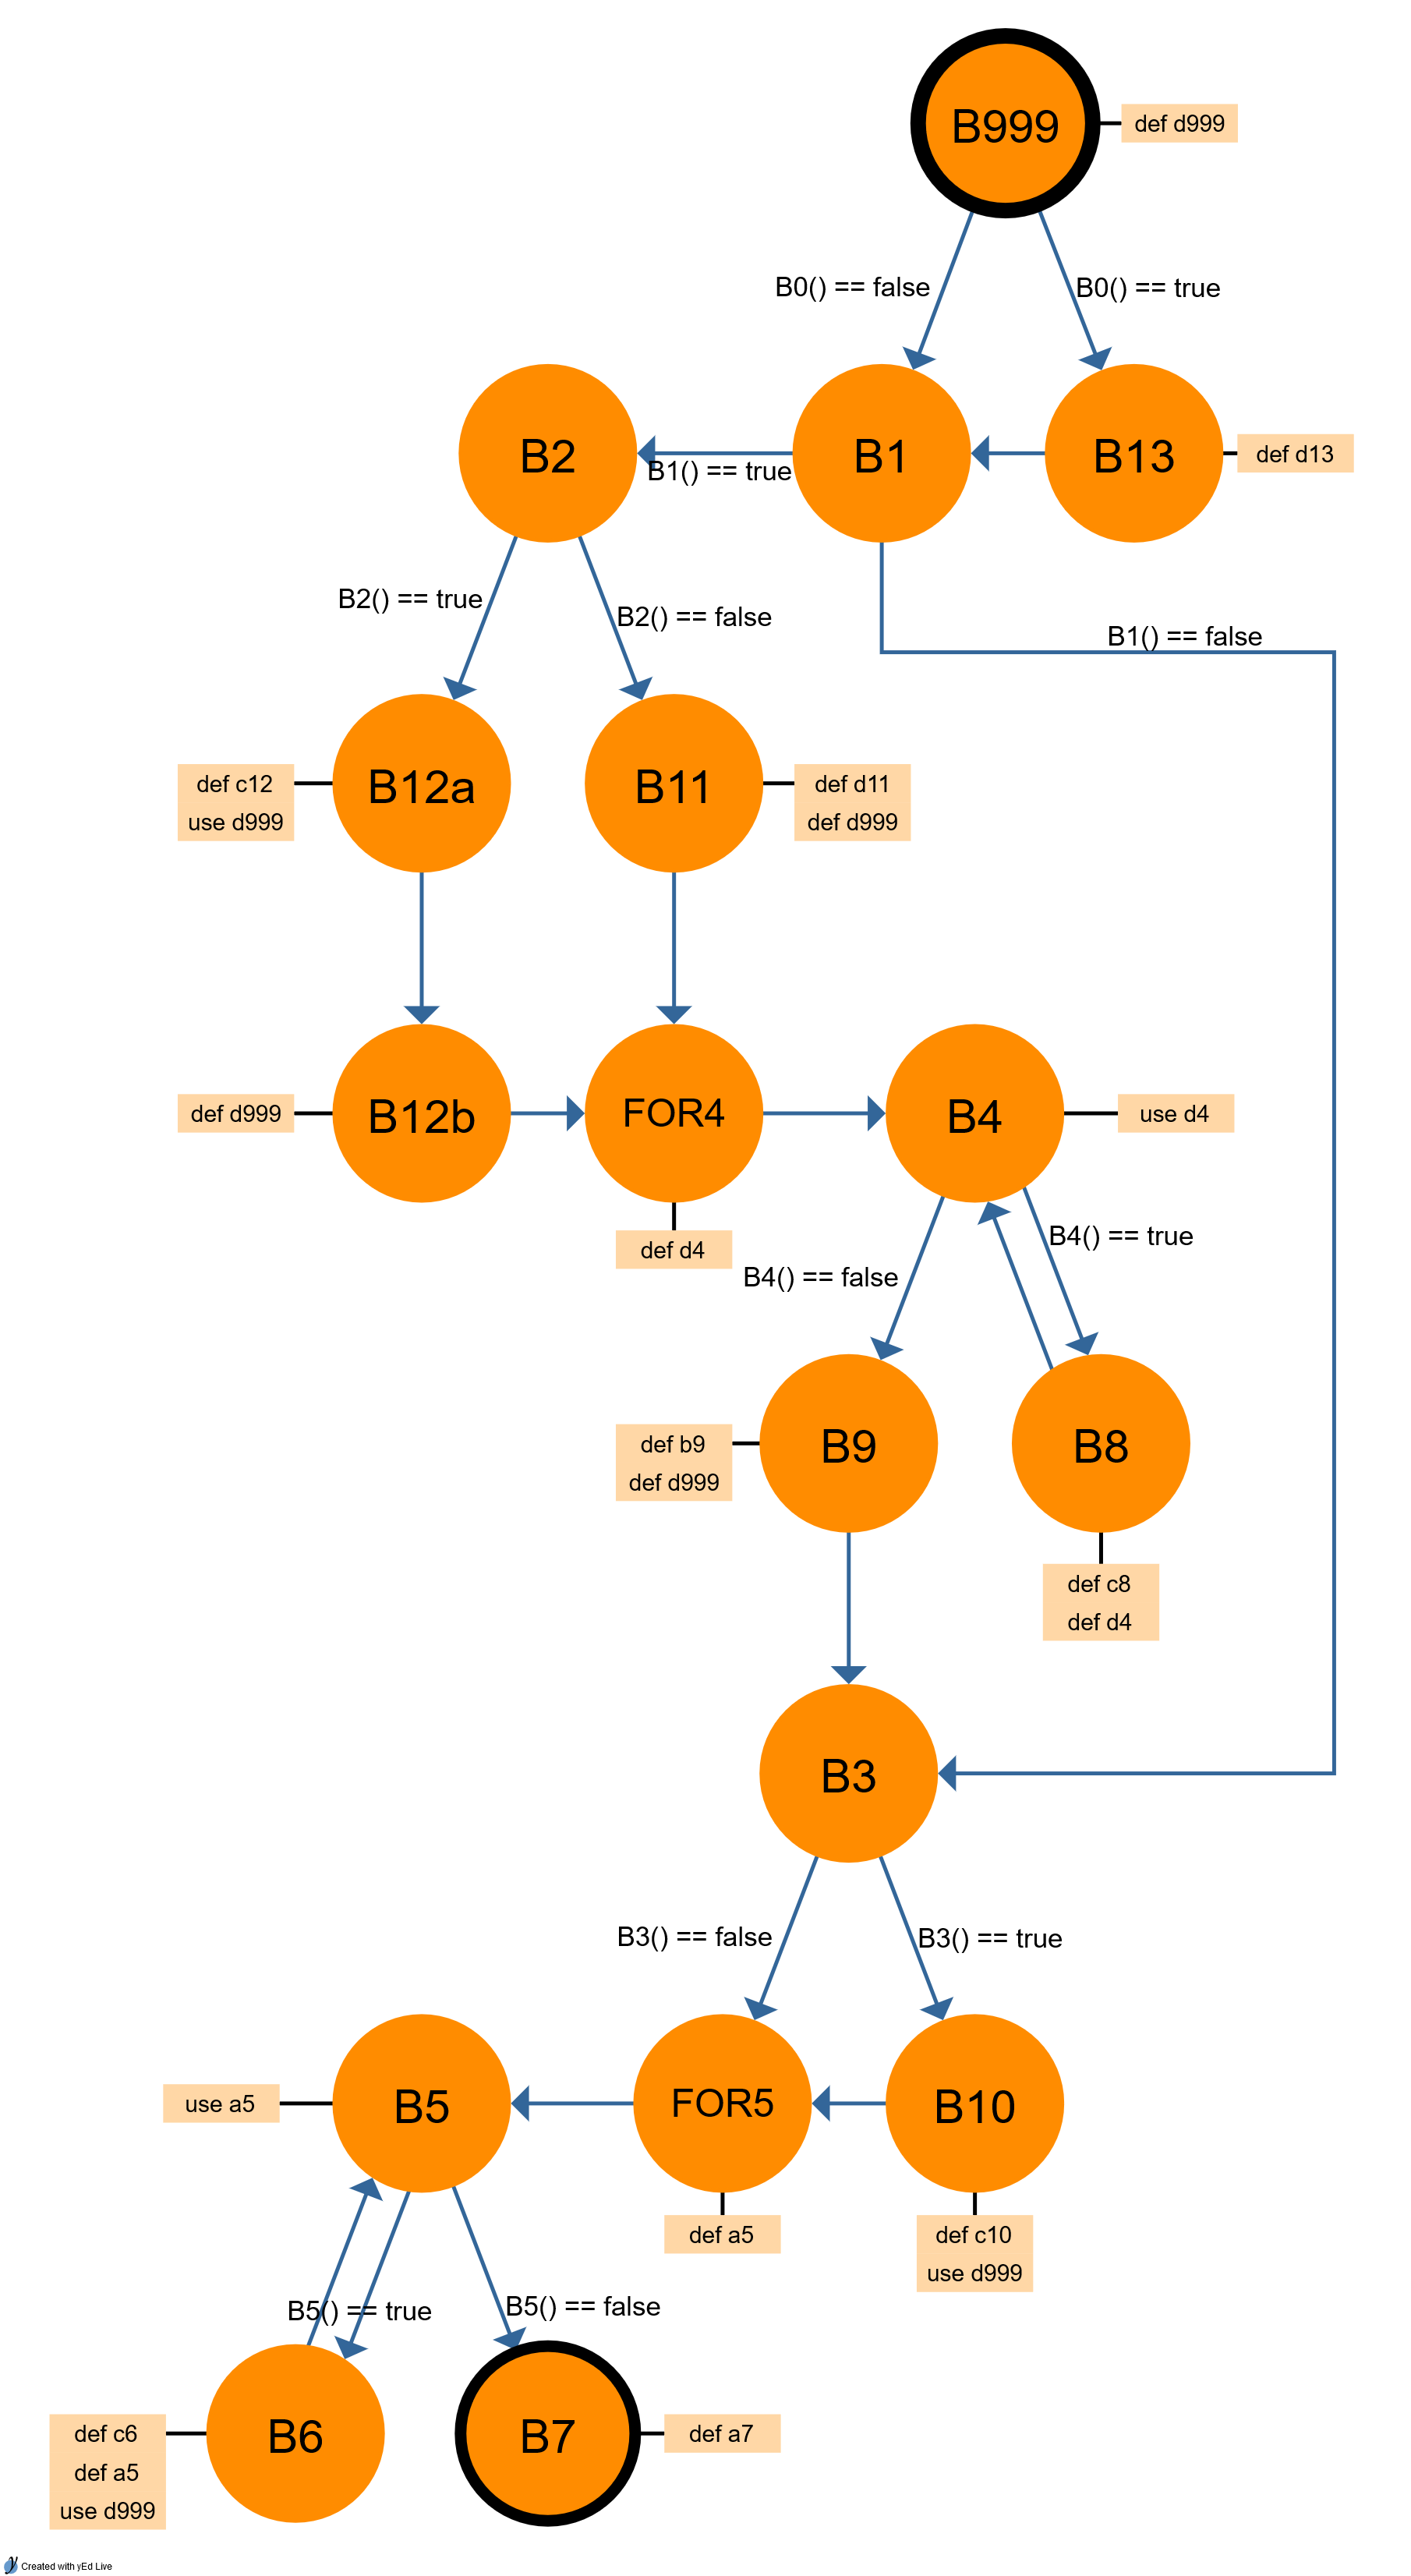 B999
def d999
B0() == false
B0() == true
B2
B1
B13
def d13
B1() == true
B2() == true
B2() == false
B1() == false
def c12
use d999
B12a
B11
def d11
def d999
def d999
B12b
FOR4
B4
use d4
def d4
B4() == false
B4() == true
def b9
def d999
B9
B8
def c8
def d4
B3
B3() == false
B3() == true
use a5
B5
FOR5
B10
def a5
def c10
use d999
B5() == true
B5() == false
def c6
def a5
use d999
B6
B7
def a7
y Created with yEd Live